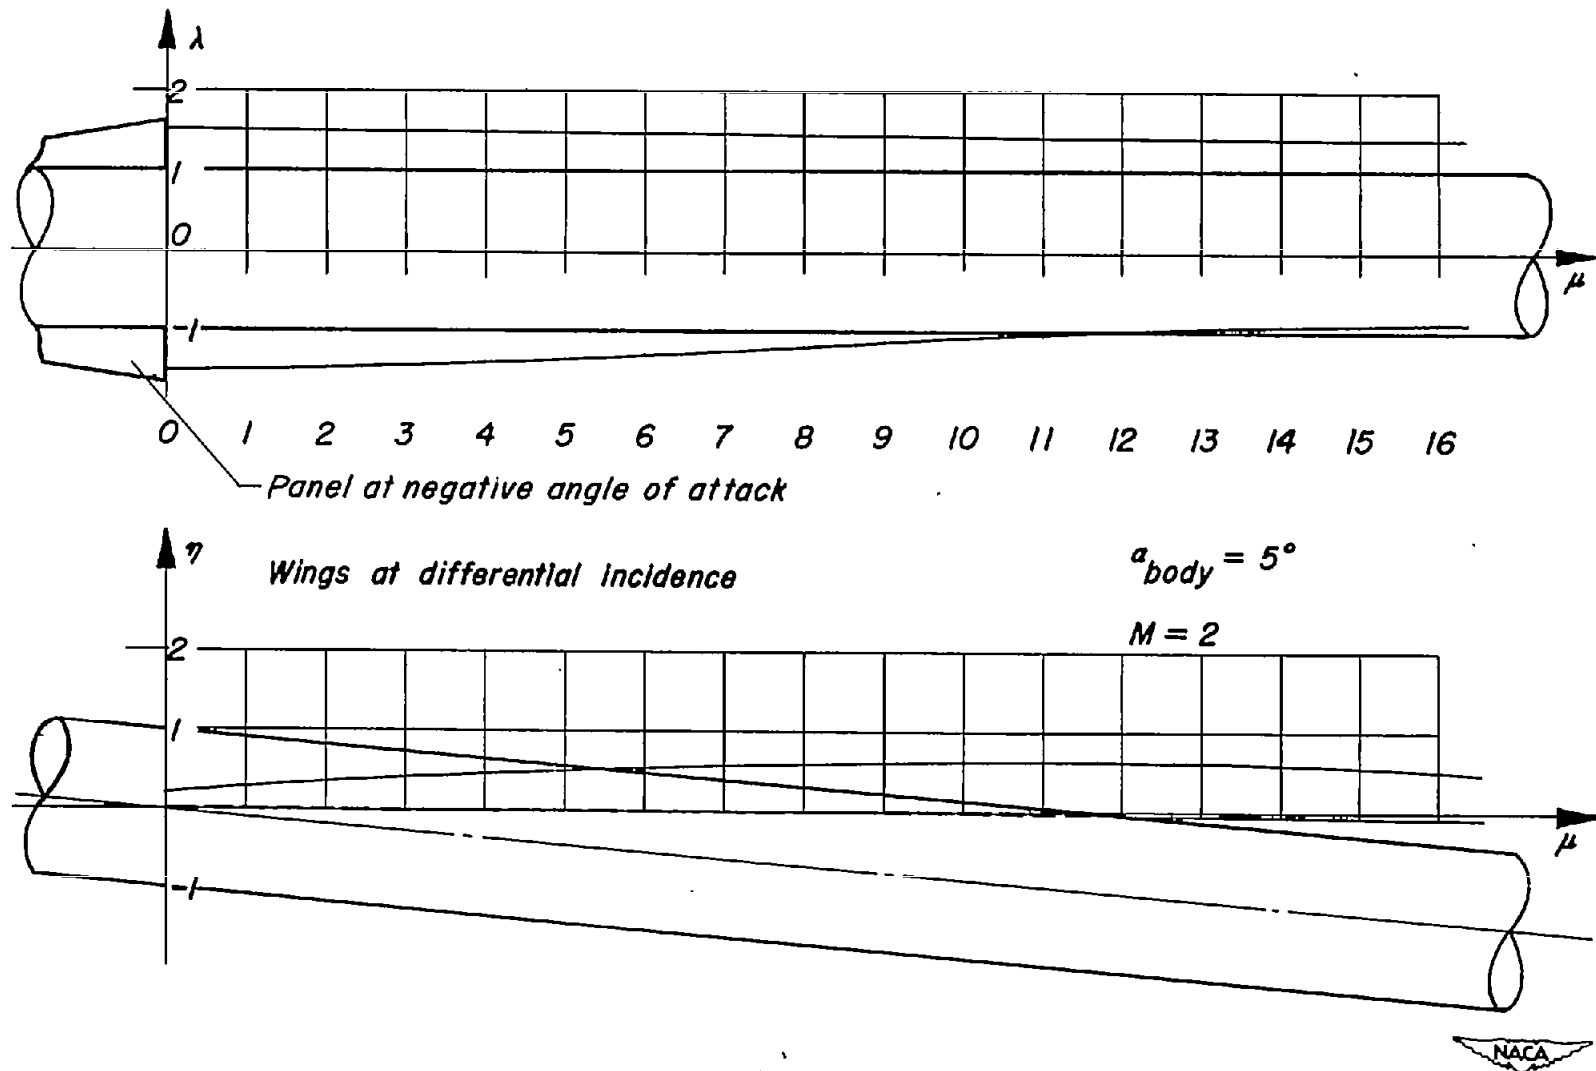 λ
2
1
0
-1
μ
0 1 2 3 4 5 6 7 8 9 10 11 12 13 14 15 16
Panel at negative angle of attack
η
Wings at differential incidence
α body = 5°
M = 2
2
1
-1
μ
NACA